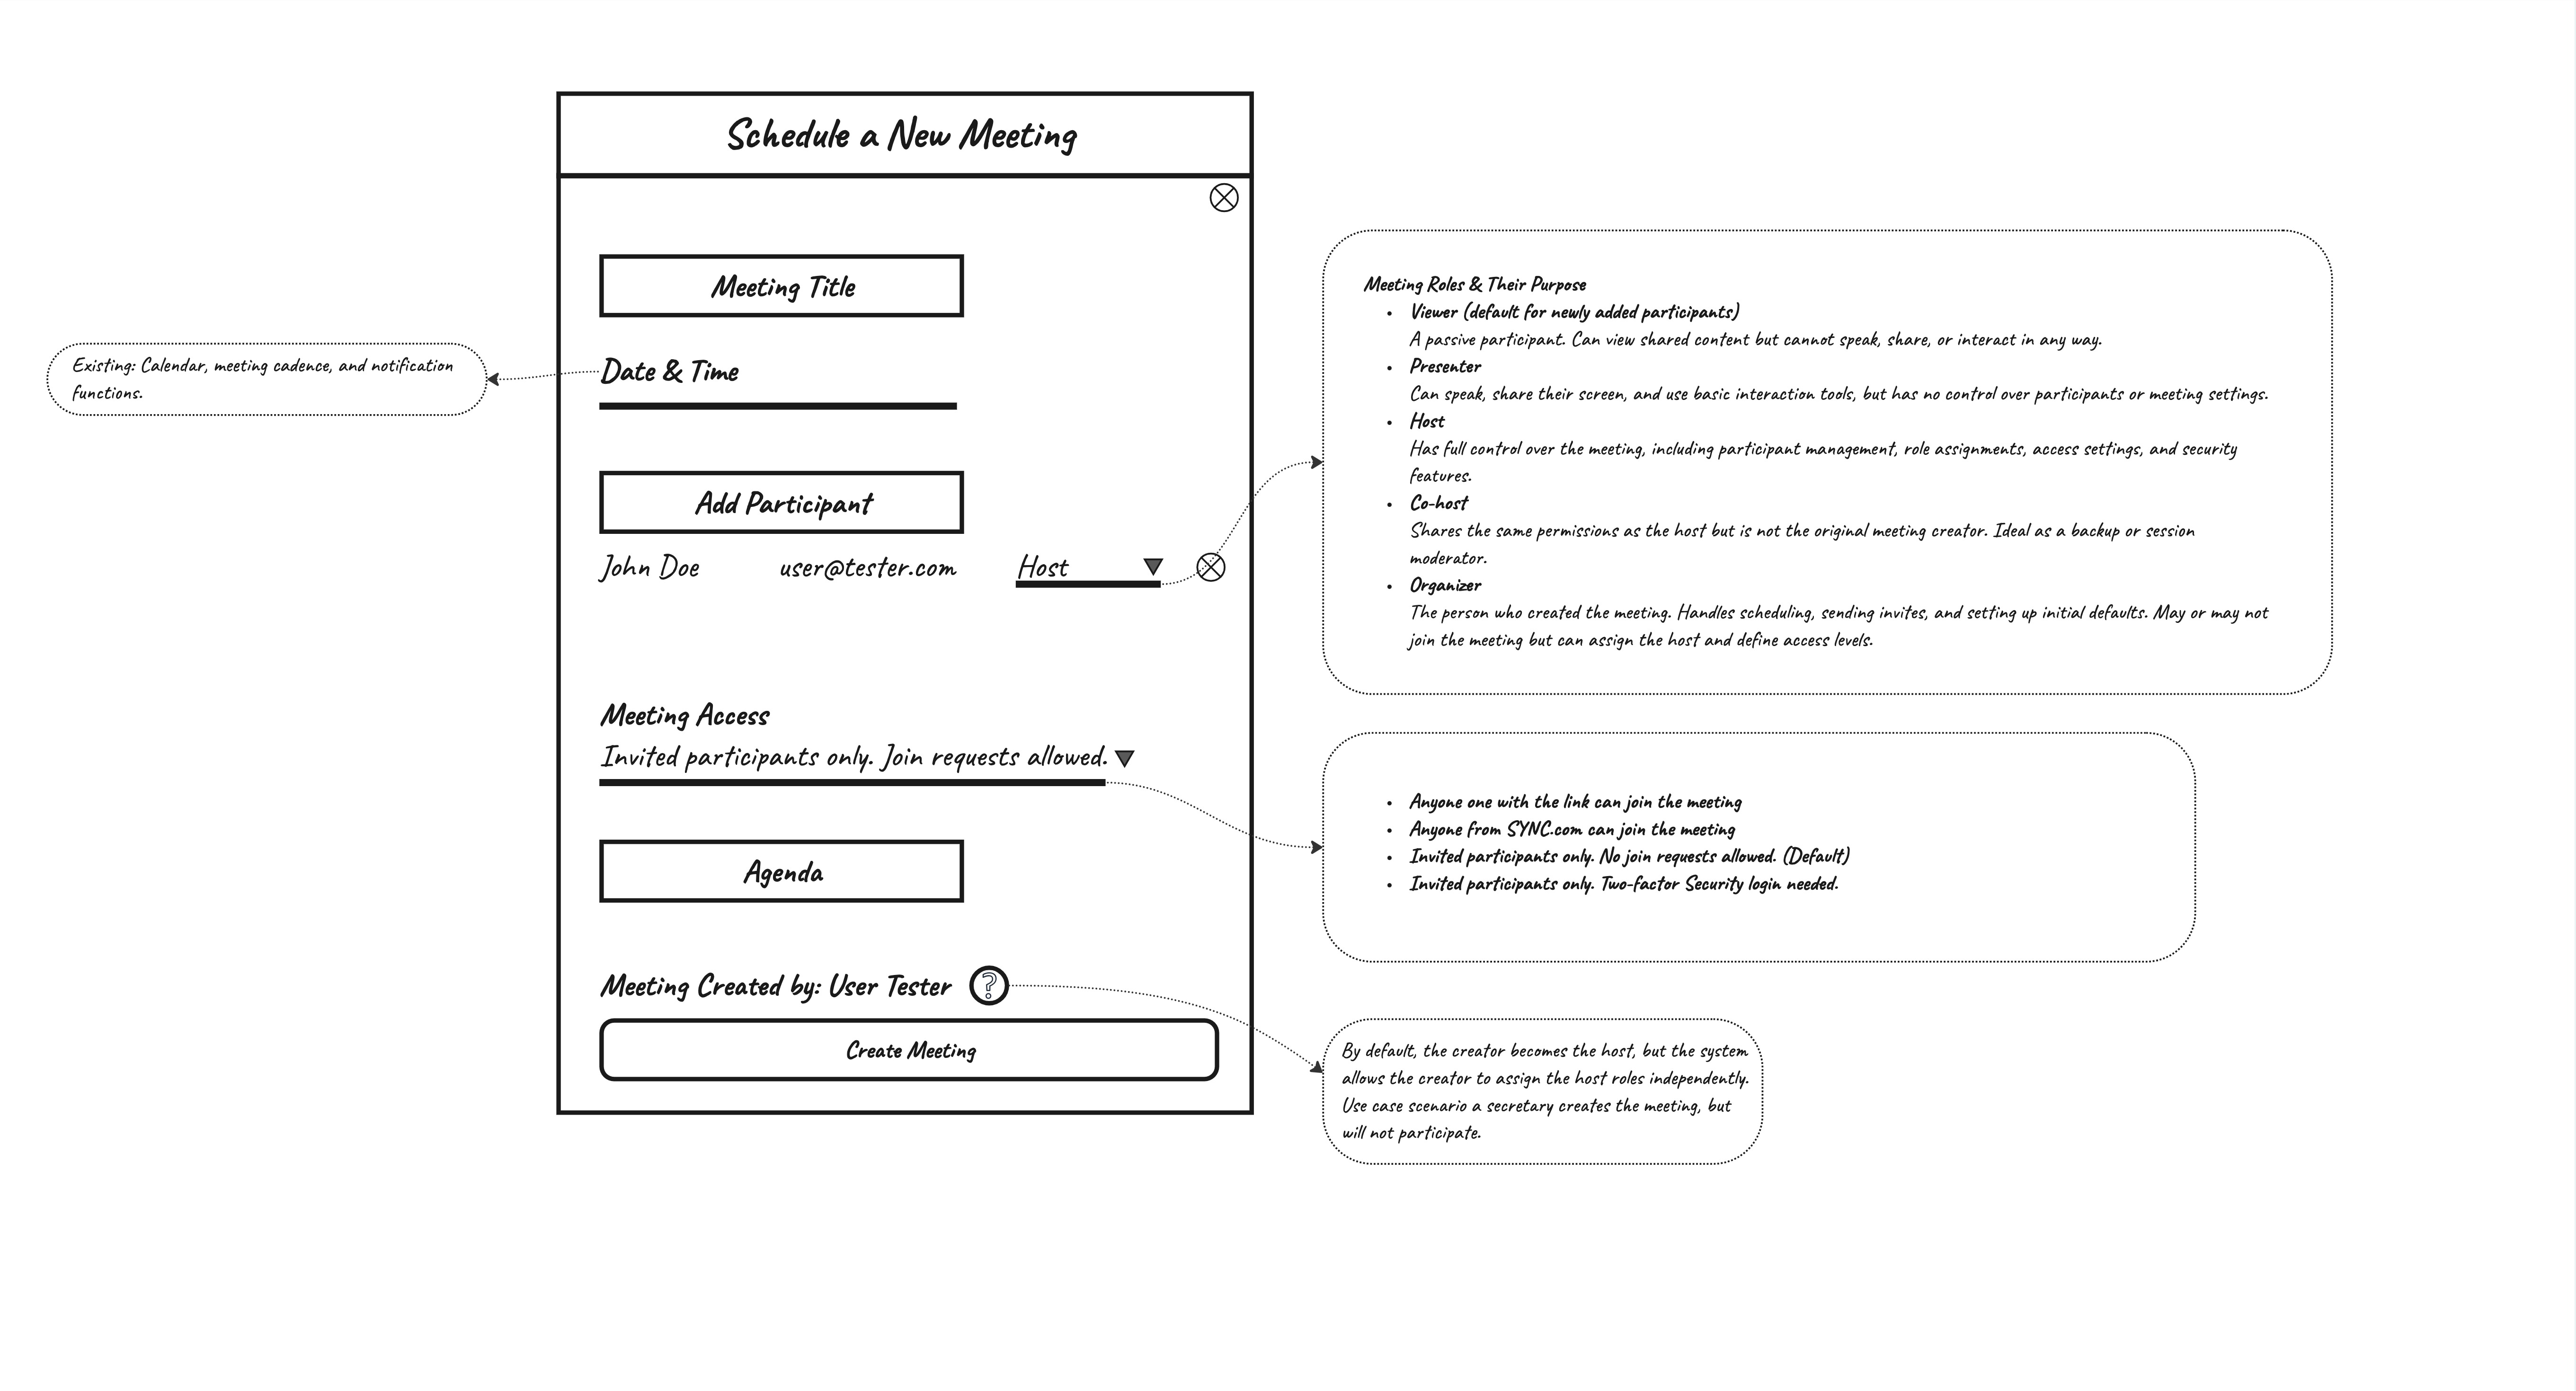 Schedule a New Meeting
Meeting Title
Existing: Calendar, meeting cadence, and notification
functions.
Date & Time
Add Participant
John Doe user@tester.com Host
Meeting Access
Invited participants only. Join requests allowed.
Agenda
Meeting Created by: User Tester ?
Create Meeting
Meeting Roles & Their Purpose
• Viewer (default for newly added participants)
A passive participant. Can view shared content but cannot speak, share, or interact in any way.
• Presenter
Can speak, share their screen, and use basic interaction tools, but has no control over participants or meeting settings.
• Host
Has full control over the meeting, including participant management, role assignments, access settings, and security
features.
• Co-host
Shares the same permissions as the host but is not the original meeting creator. Ideal as a backup or session
moderator.
• Organizer
The person who created the meeting. Handles scheduling, sending invites, and setting up initial defaults. May or may not
join the meeting but can assign the host and define access levels.
• Anyone one with the link can join the meeting
• Anyone from SYNC.com can join the meeting
• Invited participants only. No join requests allowed. (Default)
• Invited participants only. Two-factor Security login needed.
By default, the creator becomes the host, but the system
allows the creator to assign the host roles independently.
Use case scenario a secretary creates the meeting, but
will not participate.